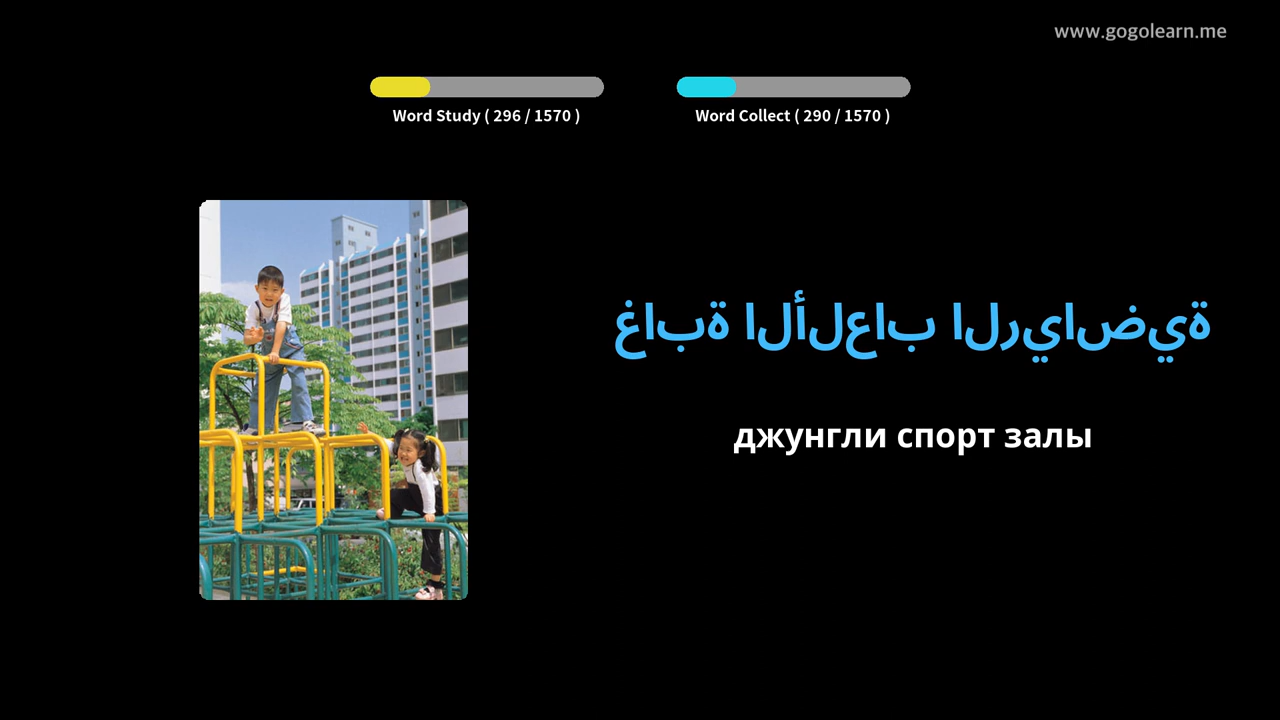 www.gogolearn.me
Word Study ( 296 / 1570 )
Word Collect ( 290 / 1570 )
غابة الألعاب الرياضية
джунгли спорт залы